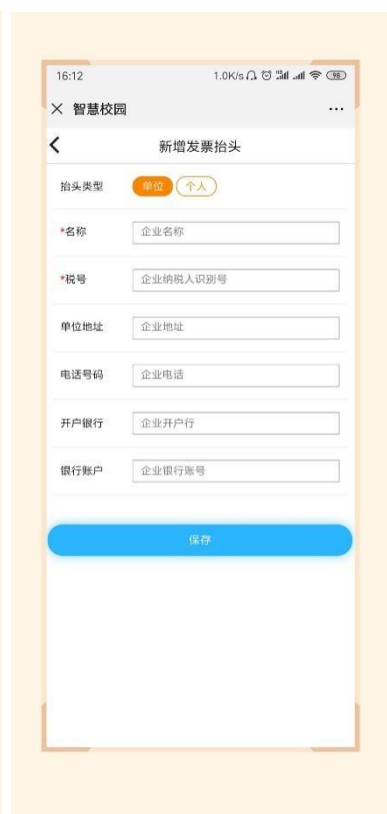 16:12 1.0K/s 98
智慧校园 ...
新增发票抬头
抬头类型 单位 个人
*名称 企业名称
*税号 企业纳税人识别号
单位地址 企业地址
电话号码 企业电话
开户银行 企业开户行
银行账户 企业银行账号
保存